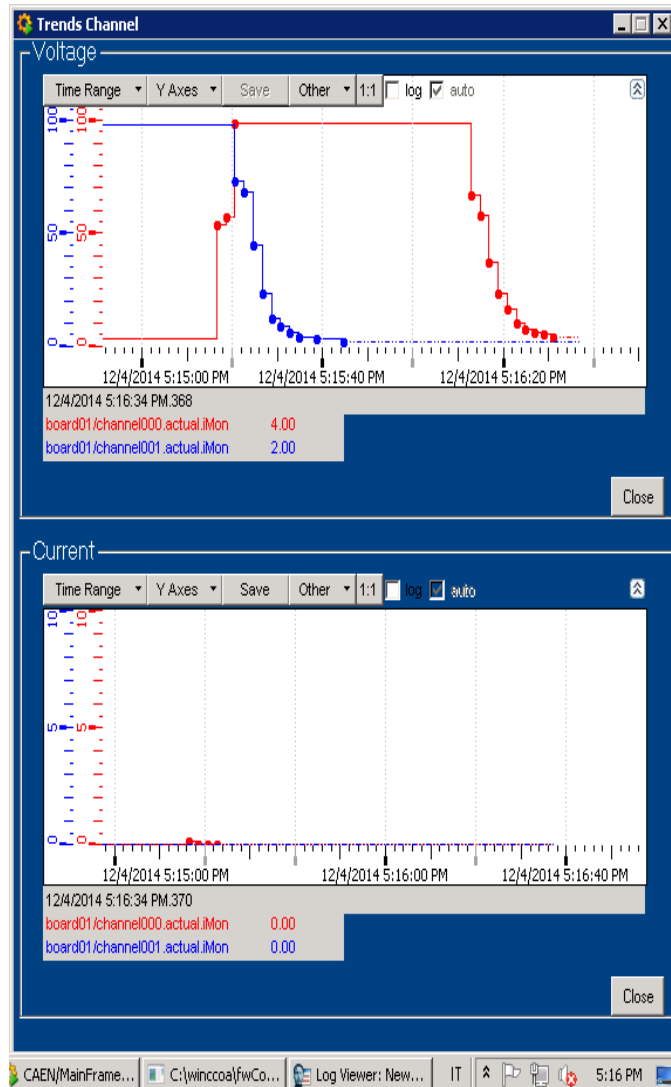 Trends Channel
Voltage
Time Range Y Axes Save Other 1:1 log auto
100 100
50 50
0 0
12/4/2014 5:15:00 PM 12/4/2014 5:15:40 PM 12/4/2014 5:16:20 PM
12/4/2014 5:16:34 PM.368
board01/channel000.actual.iMon 4.00
board01/channel001.actual.iMon 2.00
Close
Current
Time Range Y Axes Save Other 1:1 log auto
10 10
5 5
0 0
12/4/2014 5:15:00 PM 12/4/2014 5:16:00 PM 12/4/2014 5:16:40 PM
12/4/2014 5:16:34 PM.370
board01/channel000.actual.iMon 0.00
board01/channel001.actual.iMon 0.00
Close
CAEN/MainFrame... C:\winccoa\fwCo... Log Viewer: New... IT 5:16 PM